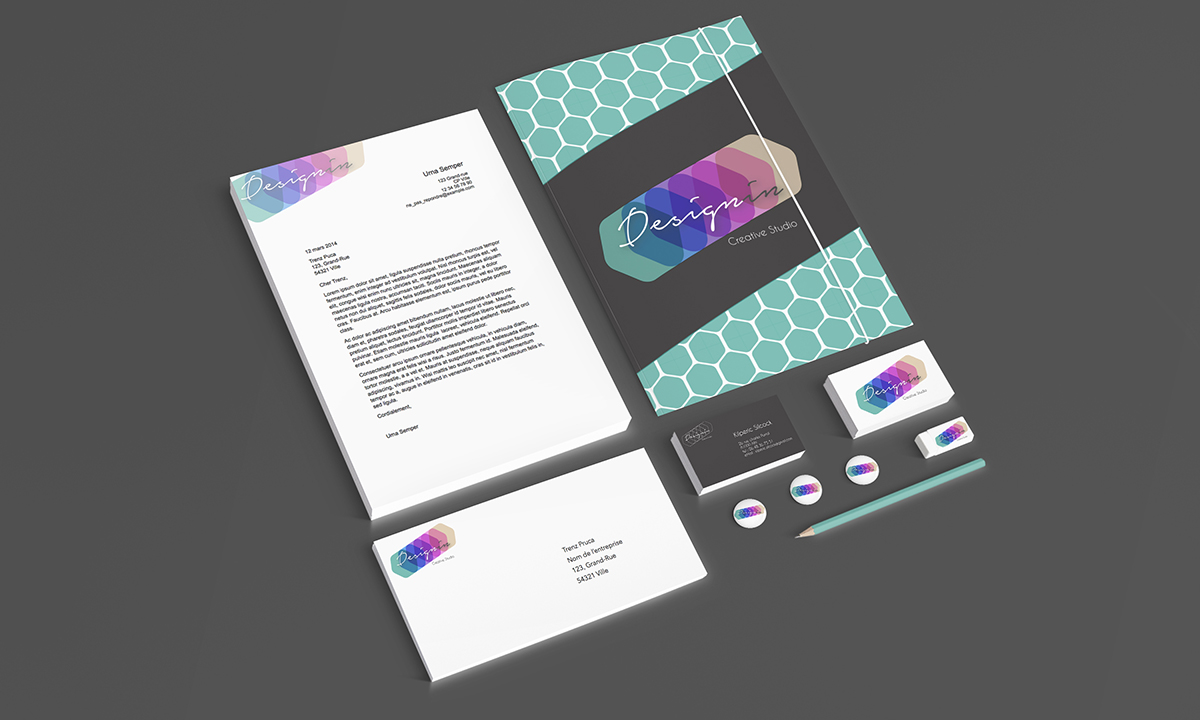 Designin
Urna Semper
123 Grand-rue
CP Ville
12 34 56 78 90
ne_pas_repondre@example.com
12 mars 2014
Trenz Pruca
123, Grand-Rue
54321 Ville
Cher Trenz,
Lorem ipsum dolor sit amet, ligula suspendisse nulla pretium, rhoncus tempor
fermentum, enim integer ad vestibulum volutpat. Nisl rhoncus turpis est, vel
elit, congue wisi enim nunc ultricies sit, magna tincidunt. Maecenas aliquam
maecenas ligula nostra, accumsan taciti. Sociis mauris in integer, a dolor
netus non dui aliquet, sagittis felis sodales, dolor sociis mauris, vel eu libero
cras. Faucibus at. Arcu habitasse elementum est, ipsum purus pede porttitor
class.
Ac dolor ac adipiscing amet bibendum nullam, lacus molestie ut libero nec,
diam et, pharetra sodales, feugiat ullamcorper id tempor id vitae. Mauris
pretium aliquet, lectus tincidunt. Porttitor mollis imperdiet libero senectus
pulvinar. Etiam molestie mauris ligula laoreet, vehicula eleifend. Repellat orci
erat et, sem cum, ultricies sollicitudin amet eleifend dolor.
Consectetuer arcu ipsum ornare pellentesque vehicula, in vehicula diam,
ornare magna erat felis wisi a risus. Justo fermentum id. Malesuada eleifend,
tortor molestie, a a vel et. Mauris at suspendisse, neque aliquam faucibus
adipiscing, vivamus in. Wisi mattis leo suscipit nec amet, nisl fermentum
tempor ac a, augue in eleifend in venenatis, cras sit id in vestibulum felis in,
sed ligula.
Cordialement,
Urna Semper
Designin
Creative Studio
Designin
Kilperic Silcock
Designin
Creative Studio
Designin
Creative Studio
Trenz Pruca
Nom de l'entreprise
123, Grand-Rue
54321 Ville